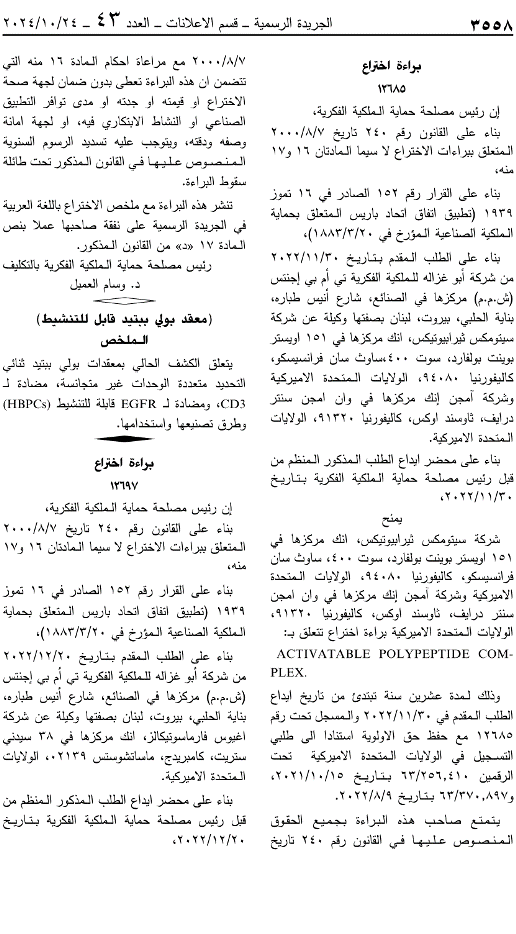 ٣٥٥٨
الجريدة الرسمية – قسم الاعلانات – العدد ٤٣ – ٢٠٢٤/١٠/٢٤
براءة اختراع
١٢٦٨٥
إن رئيس مصلحة حماية الملكية الفكرية،
بناء على القانون رقم ٢٤٠ تاريخ ٢٠٠٠/٨/٧
المتعلق ببراءات الاختراع لا سيما المادتان ١٦ و١٧
منه،
بناء على القرار رقم ١٥٢ الصادر في ١٦ تموز
١٩٣٩ (تطبيق اتفاق اتحاد باريس المتعلق بحماية
الملكية الصناعية المؤرخ في ١٨٨٣/٣/٢٠)،
بناء على الطلب المقدم بتاريخ ٢٠٢٢/١١/٣٠
من شركة أبو غزاله للملكية الفكرية تي أم بي إجنتس
(ش.م.م) مركزها في الصنائع، شارع أنيس طباره،
بناية الحلبي، بيروت، لبنان بصفتها وكيلة عن شركة
سيتومكس ثيرابيوتيكس، انك مركزها في ١٥١ اويستر
بوينت بولفارد، سوت ٤٠٠،ساوث سان فرانسيسكو،
كاليفورنيا ٩٤٠٨٠، الولايات المتحدة الاميركية
وشركة آمجن إنك مركزها في وان امجن سنتر
درايف، ثاوسند اوكس، كاليفورنيا ٩١٣٢٠، الولايات
المتحدة الاميركية.
بناء على محضر ايداع الطلب المذكور المنظم من
قبل رئيس مصلحة حماية الملكية الفكرية بتاريخ
٢٠٢٢/١١/٣٠،
يمنح
شركة سيتومكس ثيرابيوتيكس، انك مركزها في
١٥١ اويستر بوينت بولفارد، سوت ٤٠٠، ساوث سان
فرانسيسكو، كاليفورنيا ٩٤٠٨٠، الولايات المتحدة
الاميركية وشركة آمجن إنك مركزها في وان امجن
سنتر درايف، ثاوسند اوكس، كاليفورنيا ٩١٣٢٠،
الولايات المتحدة الاميركية براءة اختراع تتعلق بـ:
ACTIVATABLE POLYPEPTIDE COM-
PLEX.
وذلك لمدة عشرين سنة تبتدئ من تاريخ ايداع
الطلب المقدم في ٢٠٢٢/١١/٣٠ والمسجل تحت رقم
١٢٦٨٥ مع حفظ حق الاولوية استنادا الى طلبي
التسجيل في الولايات المتحدة الاميركية تحت
الرقمين ٦٣/٢٥٦,٤١٠ بتاريخ ٢٠٢١/١٠/١٥،
و٦٣/٣٧٠,٨٩٧ بتاريخ ٢٠٢٢/٨/٩.
يتمتع صاحب هذه البراءة بجميع الحقوق
المنصوص عليها في القانون رقم ٢٤٠ تاريخ
٢٠٠٠/٨/٧ مع مراعاة احكام المادة ١٦ منه التي
تتضمن ان هذه البراءة تعطى بدون ضمان لجهة صحة
الاختراع او قيمته او جدته او مدى توافر التطبيق
الصناعي او النشاط الابتكاري فيه، او لجهة امانة
وصفه ودقته، ويتوجب عليه تسديد الرسوم السنوية
المنصوص عليها في القانون المذكور تحت طائلة
سقوط البراءة.
تنشر هذه البراءة مع ملخص الاختراع باللغة العربية
في الجريدة الرسمية على نفقة صاحبها عملا بنص
المادة ١٧ «د» من القانون المذكور.
رئيس مصلحة حماية الملكية الفكرية بالتكليف
د. وسام العميل
(معقد بولي ببتيد قابل للتنشيط)
الملخص
يتعلق الكشف الحالي بمعقدات بولي ببتيد ثنائي
التحديد متعددة الوحدات غير متجانسة، مضادة لـ
CD3، ومضادة لـ EGFR قابلة للتنشيط (HBPCs)
وطرق تصنيعها واستخدامها.
براءة اختراع
١٢٦٩٧
إن رئيس مصلحة حماية الملكية الفكرية،
بناء على القانون رقم ٢٤٠ تاريخ ٢٠٠٠/٨/٧
المتعلق ببراءات الاختراع لا سيما المادتان ١٦ و١٧
منه،
بناء على القرار رقم ١٥٢ الصادر في ١٦ تموز
١٩٣٩ (تطبيق اتفاق اتحاد باريس المتعلق بحماية
الملكية الصناعية المؤرخ في ١٨٨٣/٣/٢٠)،
بناء على الطلب المقدم بتاريخ ٢٠٢٢/١٢/٢٠
من شركة أبو غزاله للملكية الفكرية تي أم بي إجنتس
(ش.م.م) مركزها في الصنائع، شارع أنيس طباره،
بناية الحلبي، بيروت، لبنان بصفتها وكيلة عن شركة
اغيوس فارماسوتيكالز، انك مركزها في ٣٨ سيدني
ستريت، كامبريدج، ماساتشوستس ٠٢١٣٩، الولايات
المتحدة الاميركية.
بناء على محضر ايداع الطلب المذكور المنظم من
قبل رئيس مصلحة حماية الملكية الفكرية بتاريخ
٢٠٢٢/١٢/٢٠،